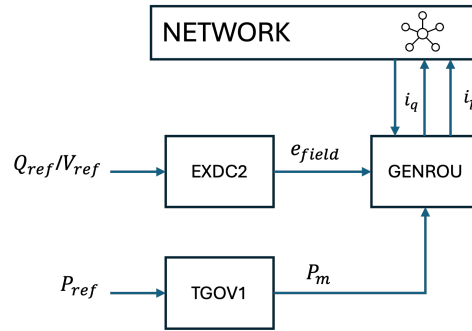 NETWORK
i_q
Q_ref/V_ref
EXDC2
e_field
GENROU
P_ref
TGOV1
P_m